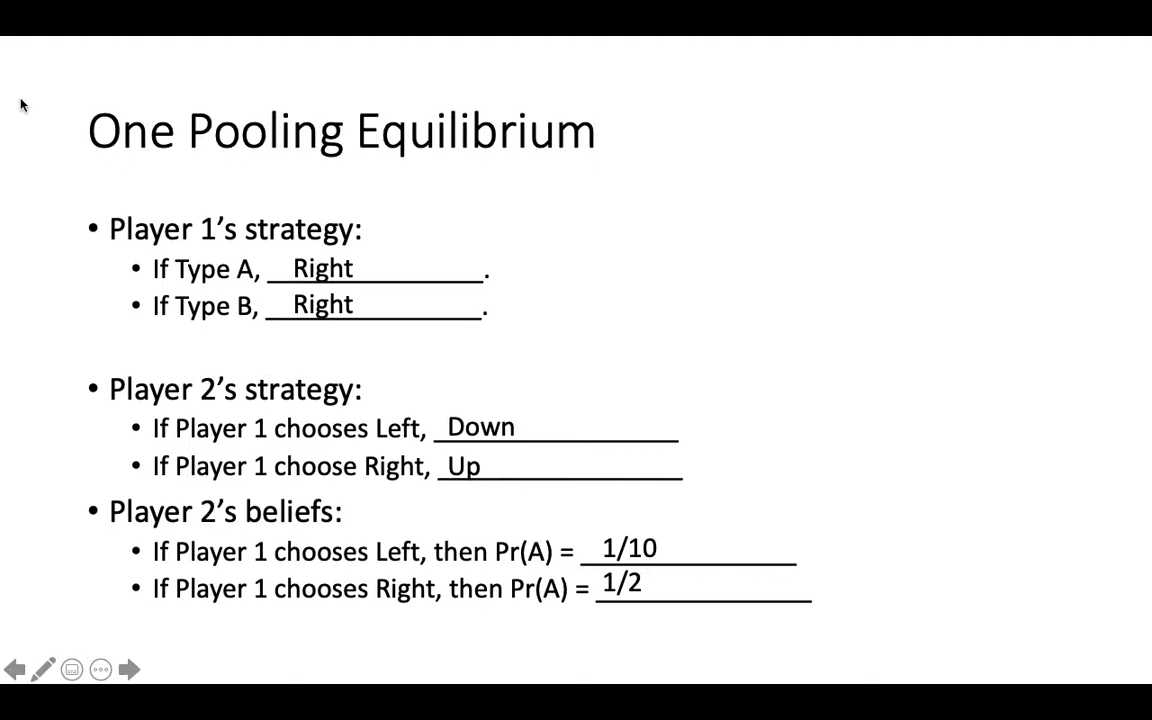 One Pooling Equilibrium
• Player 1's strategy:
• If Type A, Right.
• If Type B, Right.
• Player 2's strategy:
• If Player 1 chooses Left, Down
• If Player 1 choose Right, Up
• Player 2's beliefs:
• If Player 1 chooses Left, then Pr(A) = 1/10
• If Player 1 chooses Right, then Pr(A) = 1/2